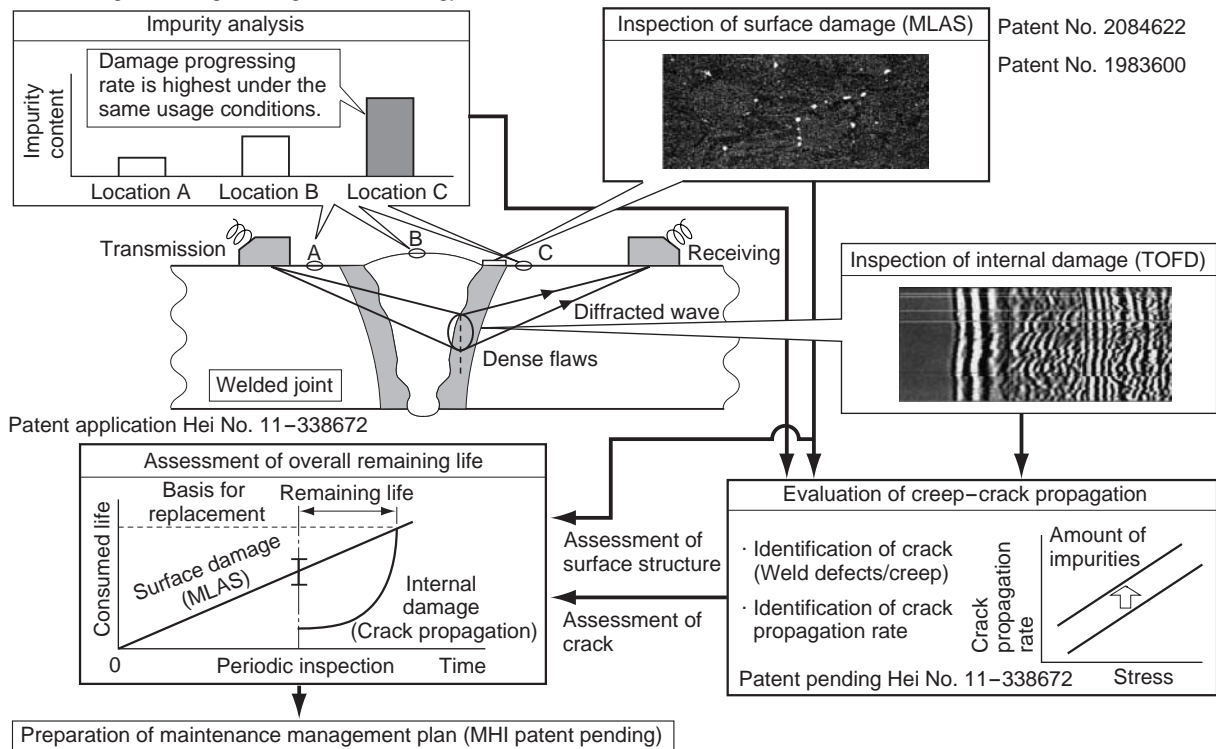 Impurity analysis
Damage progressing
rate is highest under the
same usage conditions.
Impurity
content
Location A
Location B
Location C
Inspection of surface damage (MLAS)
Patent No. 2084622
Patent No. 1983600
Transmission
A
B
C
Receiving
Diffracted wave
Dense flaws
Welded joint
Inspection of internal damage (TOFD)
Patent application Hei No. 11−338672
Assessment of overall remaining life
Basis for
replacement
Remaining life
Consumed life
Surface damage
(MLAS)
Internal
damage
(Crack propagation)
0
Periodic inspection
Time
Assessment of
surface structure
Assessment of
crack
Evaluation of creep−crack propagation
· Identification of crack
(Weld defects/creep)
· Identification of crack
propagation rate
Amount of
impurities
Crack
propagation
rate
Stress
Patent pending Hei No. 11−338672
Preparation of maintenance management plan (MHI patent pending)